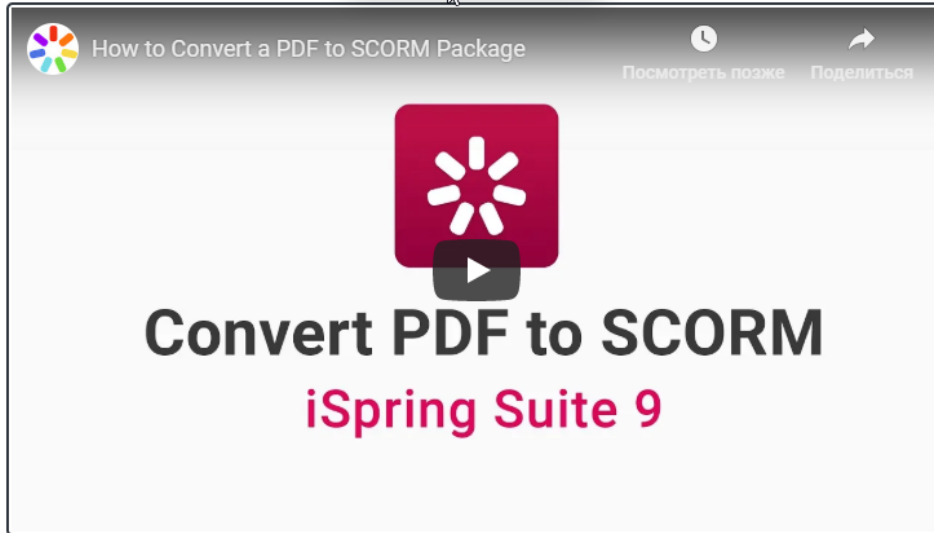 How to Convert a PDF to SCORM Package
Посмотреть позже
Поделиться
Convert PDF to SCORM
iSpring Suite 9